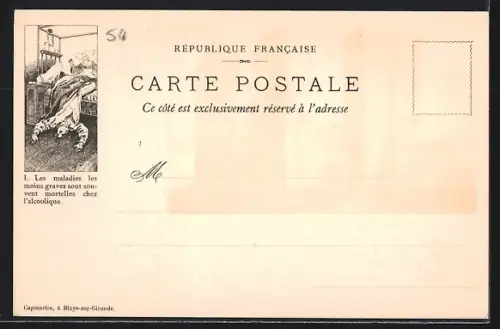 54
RÉPUBLIQUE FRANÇAISE
CARTE POSTALE
Ce côté est exclusivement réservé à l'adresse
M
1. Les maladies les
moins graves sont sou-
vent mortelles chez
l'alcoolique.
Capmartin, à Blaye-sur-Gironde.